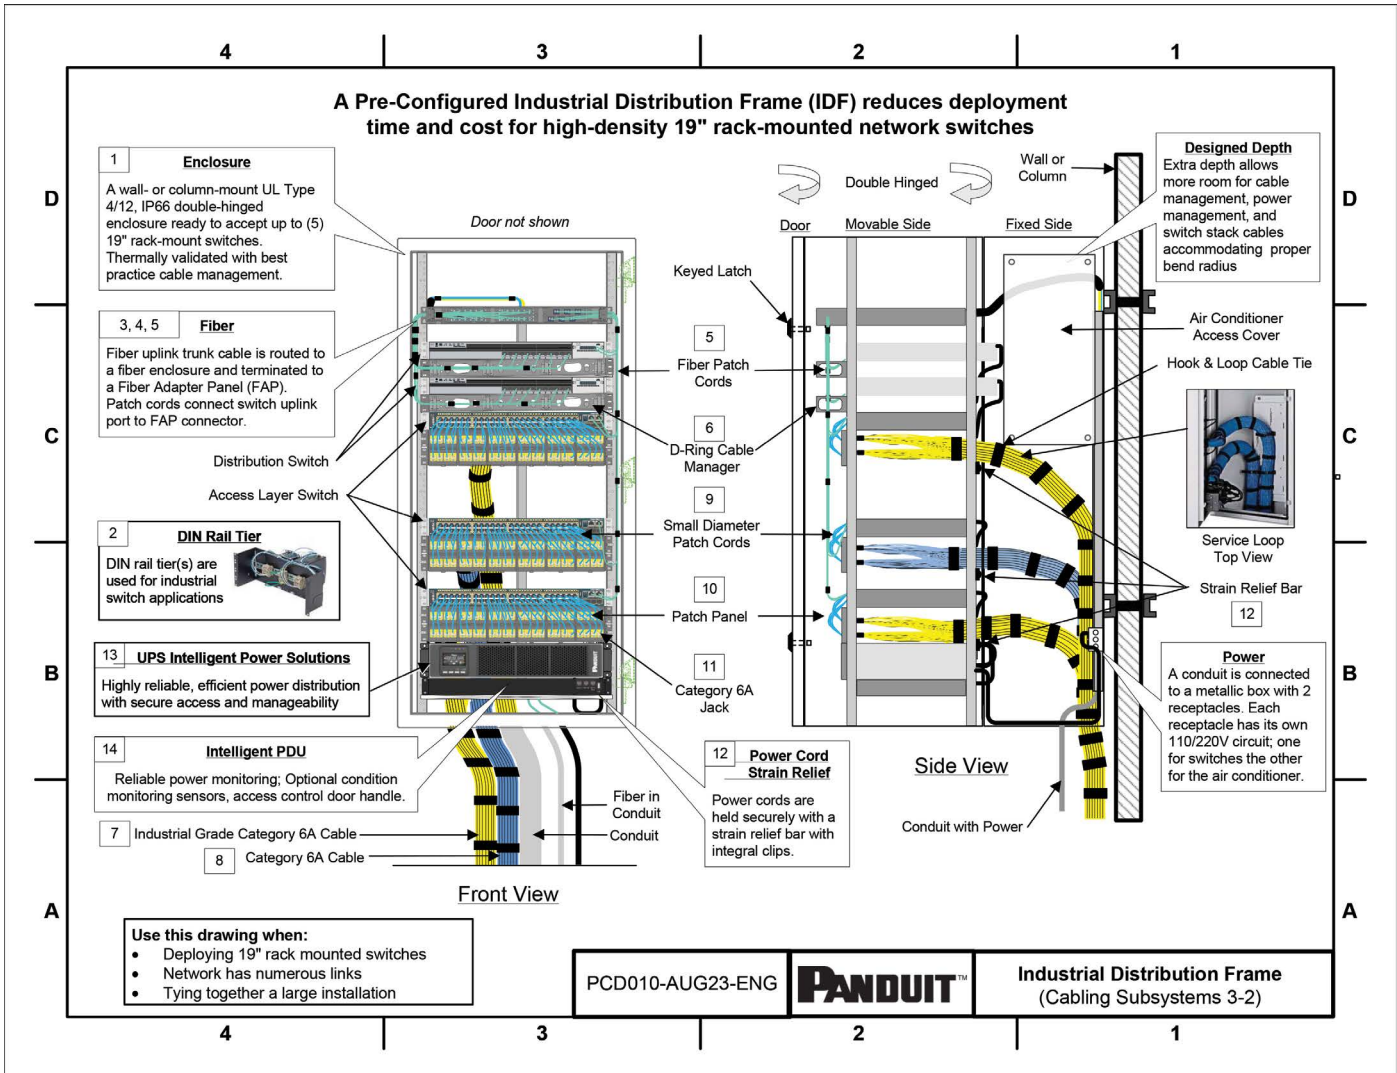 4
3
2
1
A Pre-Configured Industrial Distribution Frame (IDF) reduces deployment
time and cost for high-density 19" rack-mounted network switches
D
C
B
A
1
Enclosure
A wall- or column-mount UL Type
4/12, IP66 double-hinged
enclosure ready to accept up to (5)
19" rack-mount switches.
Thermally validated with best
practice cable management.
3, 4, 5
Fiber
Fiber uplink trunk cable is routed to
a fiber enclosure and terminated to
a Fiber Adapter Panel (FAP).
Patch cords connect switch uplink
port to FAP connector.
Distribution Switch
Access Layer Switch
2
DIN Rail Tier
DIN rail tier(s) are
used for industrial
switch applications
13
UPS Intelligent Power Solutions
Highly reliable, efficient power distribution
with secure access and manageability
14
Intelligent PDU
Reliable power monitoring; Optional condition
monitoring sensors, access control door handle.
7
Industrial Grade Category 6A Cable
8
Category 6A Cable
Door not shown
PANDUIT
Fiber in
Conduit
Conduit
Front View
Keyed Latch
5
Fiber Patch
Cords
6
D-Ring Cable
Manager
9
Small Diameter
Patch Cords
10
Patch Panel
11
Category 6A
Jack
12
Power Cord
Strain Relief
Power cords are
held securely with a
strain relief bar with
integral clips.
Double Hinged
Door
Movable Side
Fixed Side
Wall or
Column
Designed Depth
Extra depth allows
more room for cable
management, power
management, and
switch stack cables
accommodating proper
bend radius
Air Conditioner
Access Cover
Hook & Loop Cable Tie
Service Loop
Top View
Strain Relief Bar
12
Power
A conduit is connected
to a metallic box with 2
receptacles. Each
receptacle has its own
110/220V circuit; one
for switches the other
for the air conditioner.
Side View
Conduit with Power
D
C
B
A
Use this drawing when:
• Deploying 19" rack mounted switches
• Network has numerous links
• Tying together a large installation
PCD010-AUG23-ENG
PANDUIT™
Industrial Distribution Frame
(Cabling Subsystems 3-2)
4
3
2
1